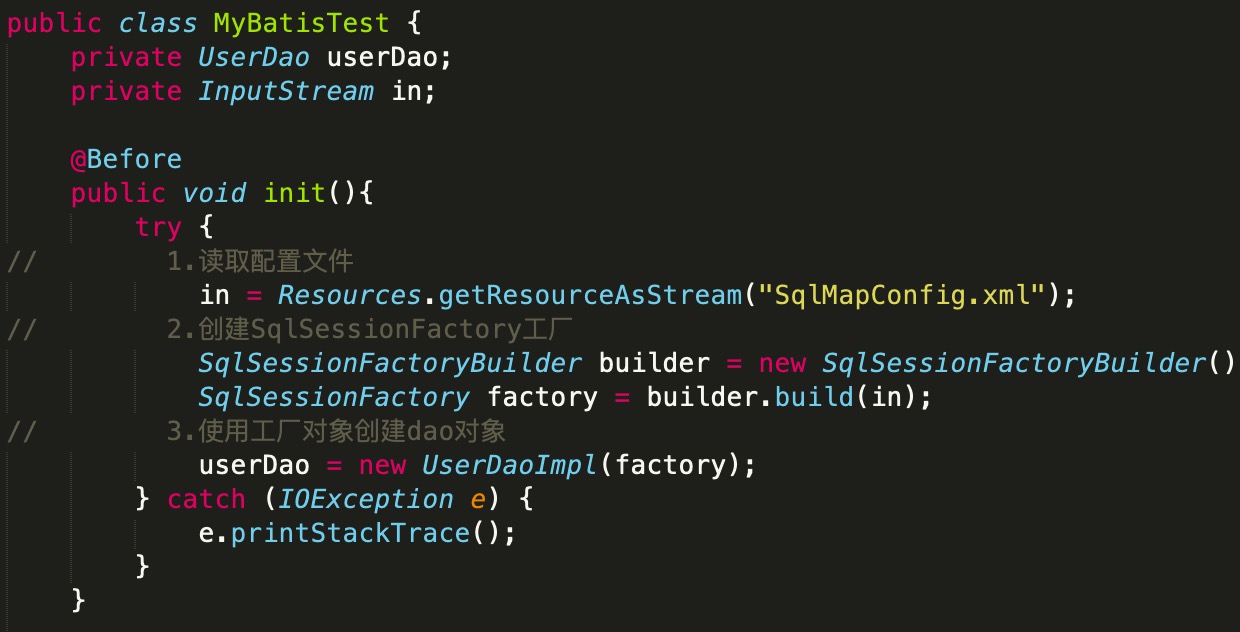 public class MyBatisTest {
    private UserDao userDao;
    private InputStream in;

    @Before
    public void init(){
        try {
//        1.读取配置文件
            in = Resources.getResourceAsStream("SqlMapConfig.xml");
//        2.创建SqlSessionFactory工厂
            SqlSessionFactoryBuilder builder = new SqlSessionFactoryBuilder()
            SqlSessionFactory factory = builder.build(in);
//        3.使用工厂对象创建dao对象
            userDao = new UserDaoImpl(factory);
        } catch (IOException e) {
            e.printStackTrace();
        }
    }